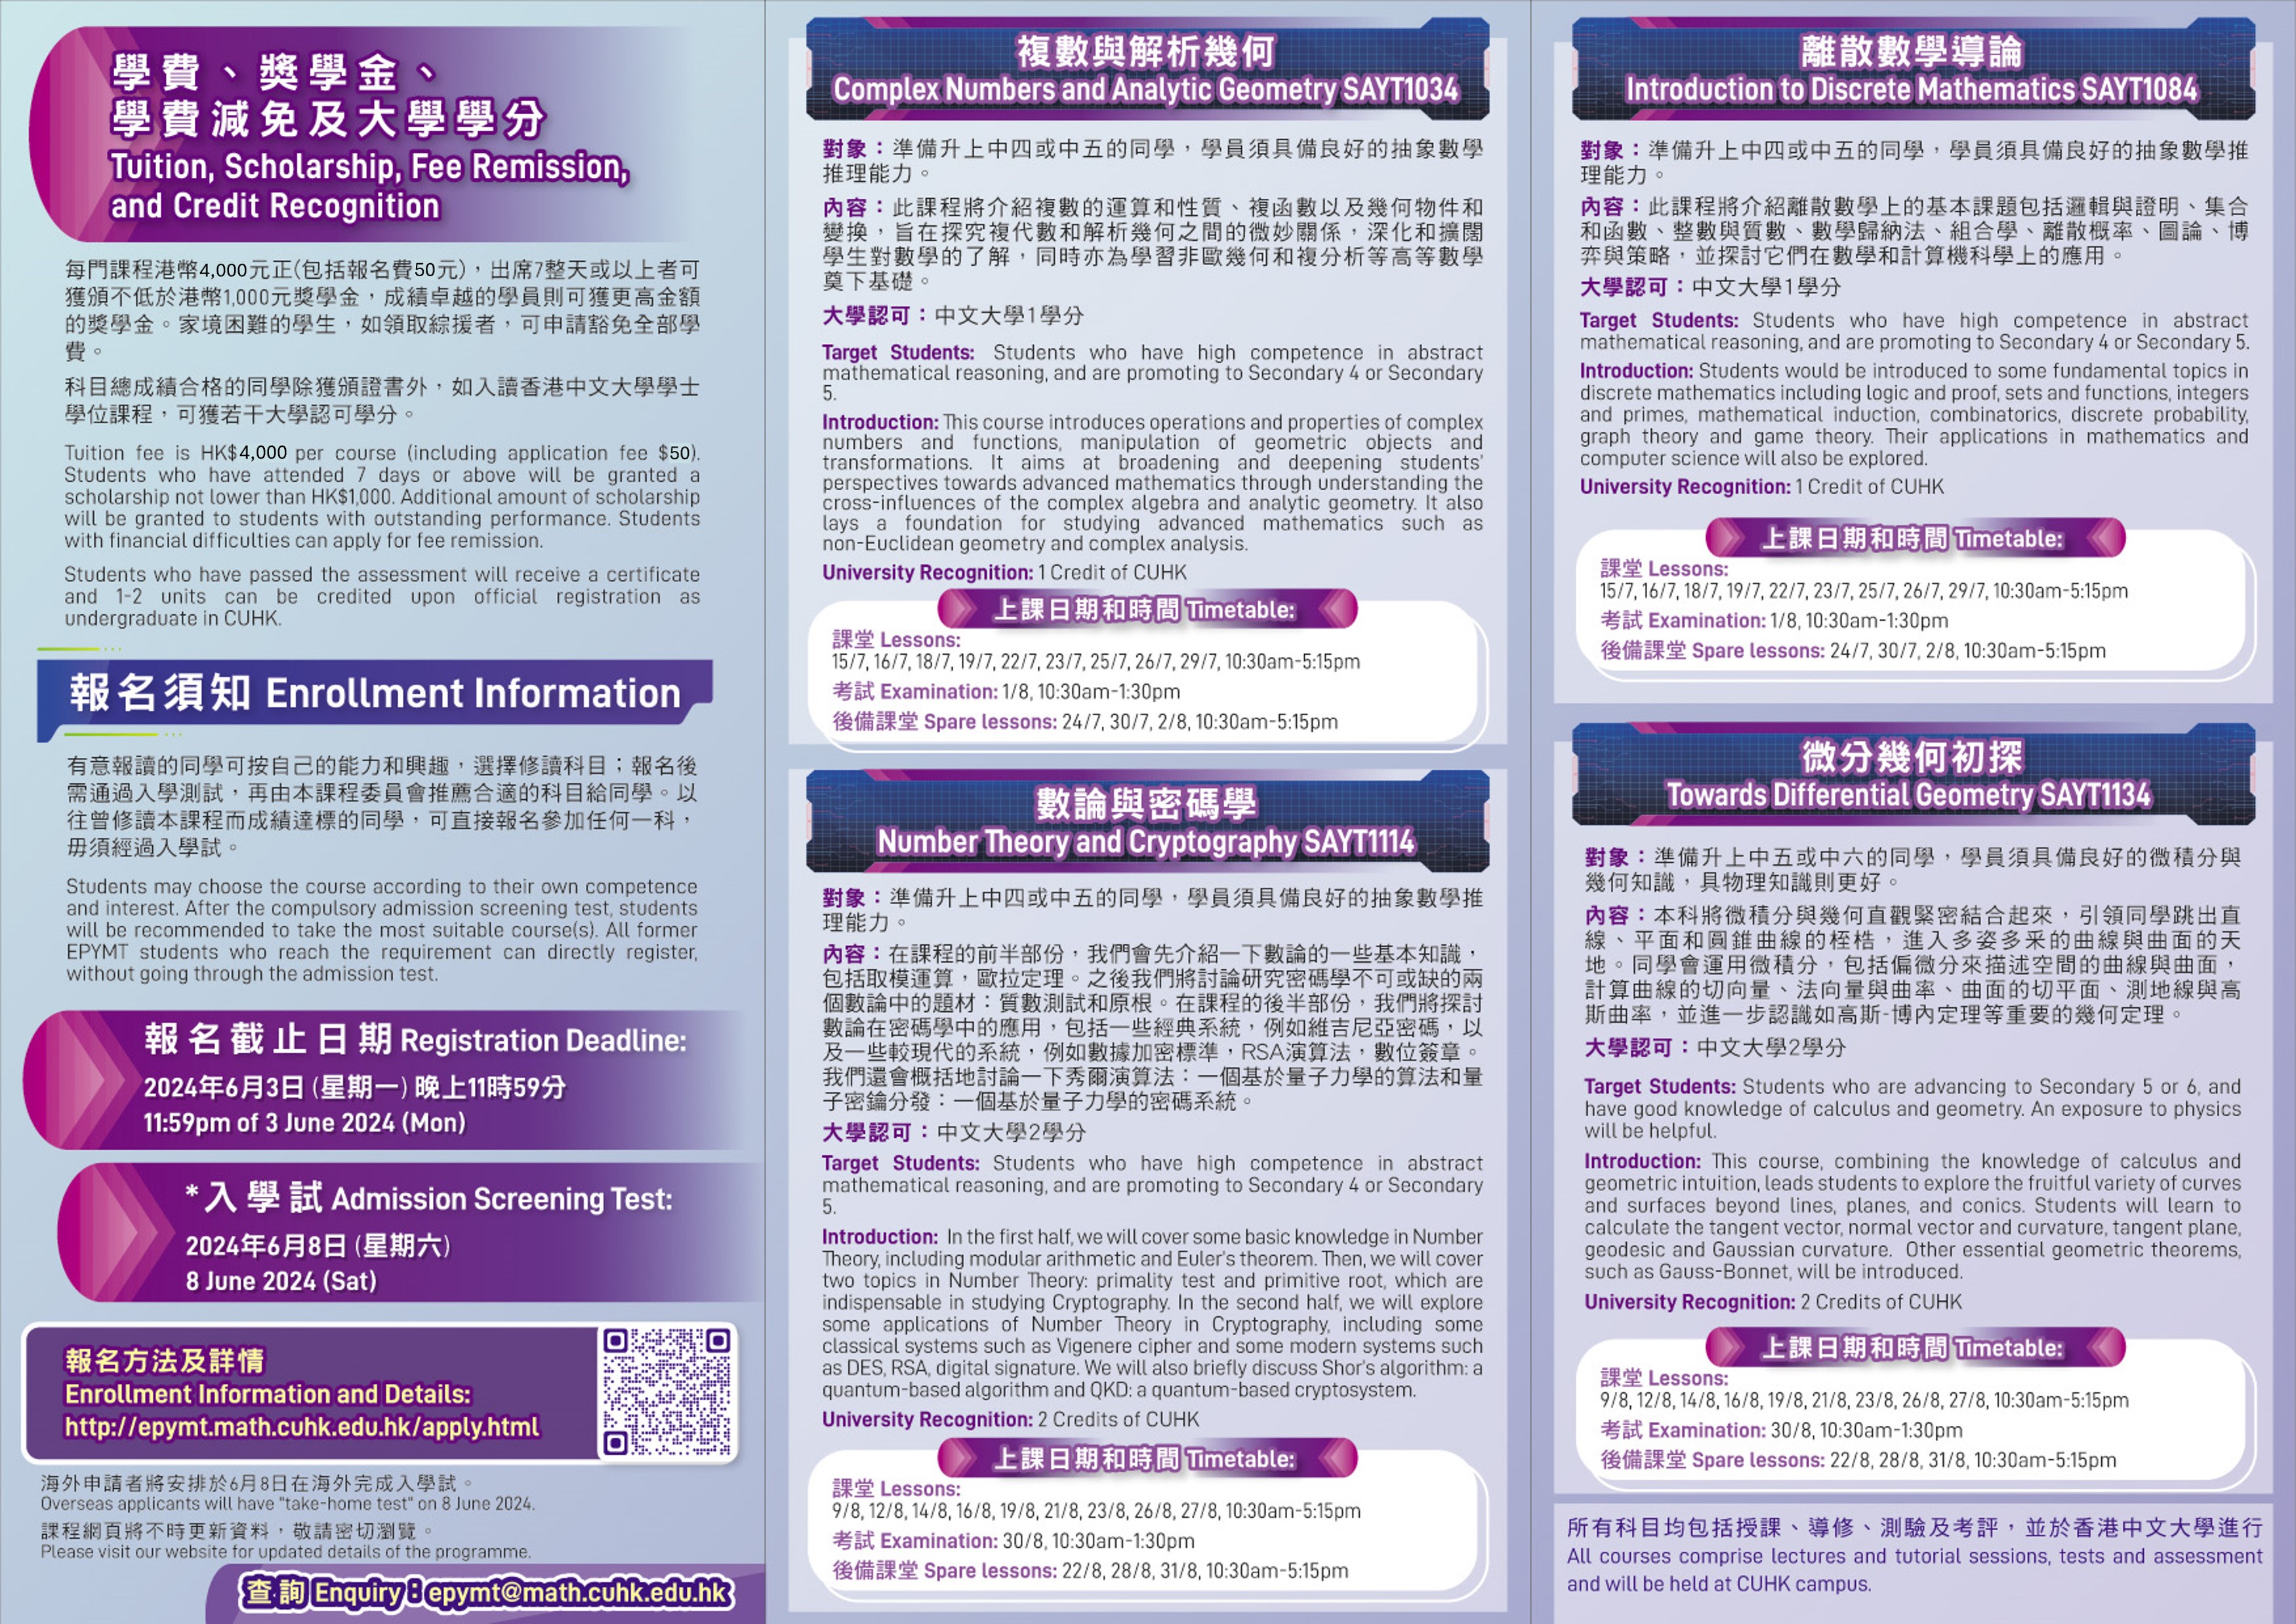 學費、獎學金、
學費減免及大學學分
Tuition, Scholarship, Fee Remission,
and Credit Recognition
每門課程港幣4,000元正(包括報名費50元)，出席7整天或以上者可
獲頒不低於港幣1,000元獎學金，成績卓越的學員則可獲更高金額
的獎學金。家境困難的學生，如領取綜援者，可申請豁免全部學
費。
科目總成績合格的同學除獲頒證書外，如入讀香港中文大學學士
學位課程，可獲若干大學認可學分。
Tuition fee is HK$4,000 per course (including application fee $50).
Students who have attended 7 days or above will be granted a
scholarship not lower than HK$1,000. Additional amount of scholarship
will be granted to students with outstanding performance. Students
with financial difficulties can apply for fee remission.
Students who have passed the assessment will receive a certificate
and 1-2 units can be credited upon official registration as
undergraduate in CUHK.
報名須知 Enrollment Information
有意報讀的同學可按自己的能力和興趣，選擇修讀科目；報名後
需通過入學測試，再由本課程委員會推薦合適的科目給同學。以
往曾修讀本課程而成績達標的同學，可直接報名參加任何一科，
毋須經過入學試。
Students may choose the course according to their own competence
and interest. After the compulsory admission screening test, students
will be recommended to take the most suitable course(s). All former
EPYMT students who reach the requirement can directly register,
without going through the admission test.
報名截止日期 Registration Deadline:
2024年6月3日 (星期一) 晚上11時59分
11:59pm of 3 June 2024 (Mon)
*入學試 Admission Screening Test:
2024年6月8日 (星期六)
8 June 2024 (Sat)
報名方法及詳情
Enrollment Information and Details:
http://epymt.math.cuhk.edu.hk/apply.html
海外申請者將安排於6月8日在海外完成入學試。
Overseas applicants will have "take-home test" on 8 June 2024.
課程網頁將不時更新資料，敬請密切瀏覽。
Please visit our website for updated details of the programme.
查詢 Enquiry：epymt@math.cuhk.edu.hk
複數與解析幾何
Complex Numbers and Analytic Geometry SAYT1034
對象：準備升上中四或中五的同學，學員須具備良好的抽象數學
推理能力。
內容：此課程將介紹複數的運算和性質、複函數以及幾何物件和
變換，旨在探究複代數和解析幾何之間的微妙關係，深化和擴闊
學生對數學的了解，同時亦為學習非歐幾何和複分析等高等數學
奠下基礎。
大學認可：中文大學1學分
Target Students: Students who have high competence in abstract
mathematical reasoning, and are promoting to Secondary 4 or Secondary
5.
Introduction: This course introduces operations and properties of complex
numbers and functions, manipulation of geometric objects and
transformations. It aims at broadening and deepening students'
perspectives towards advanced mathematics through understanding the
cross-influences of the complex algebra and analytic geometry. It also
lays a foundation for studying advanced mathematics such as
non-Euclidean geometry and complex analysis.
University Recognition: 1 Credit of CUHK
上課日期和時間 Timetable:
課堂 Lessons:
15/7, 16/7, 18/7, 19/7, 22/7, 23/7, 25/7, 26/7, 29/7, 10:30am-5:15pm
考試 Examination: 1/8, 10:30am-1:30pm
後備課堂 Spare lessons: 24/7, 30/7, 2/8, 10:30am-5:15pm
數論與密碼學
Number Theory and Cryptography SAYT1114
對象：準備升上中四或中五的同學，學員須具備良好的抽象數學推
理能力。
內容：在課程的前半部份，我們會先介紹一下數論的一些基本知識，
包括取模運算，歐拉定理。之後我們將討論研究密碼學不可或缺的兩
個數論中的題材：質數測試和原根。在課程的後半部份，我們將探討
數論在密碼學中的應用，包括一些經典系統，例如維吉尼亞密碼，以
及一些較現代的系統，例如數據加密標準，RSA演算法，數位簽章。
我們還會概括地討論一下秀爾演算法：一個基於量子力學的算法和量
子密鑰分發：一個基於量子力學的密碼系統。
大學認可：中文大學2學分
Target Students: Students who have high competence in abstract
mathematical reasoning, and are promoting to Secondary 4 or Secondary
5.
Introduction: In the first half, we will cover some basic knowledge in Number
Theory, including modular arithmetic and Euler's theorem. Then, we will cover
two topics in Number Theory: primality test and primitive root, which are
indispensable in studying Cryptography. In the second half, we will explore
some applications of Number Theory in Cryptography, including some
classical systems such as Vigenere cipher and some modern systems such
as DES, RSA, digital signature. We will also briefly discuss Shor's algorithm: a
quantum-based algorithm and QKD: a quantum-based cryptosystem.
University Recognition: 2 Credits of CUHK
上課日期和時間 Timetable:
課堂 Lessons:
9/8, 12/8, 14/8, 16/8, 19/8, 21/8, 23/8, 26/8, 27/8, 10:30am-5:15pm
考試 Examination: 30/8, 10:30am-1:30pm
後備課堂 Spare lessons: 22/8, 28/8, 31/8, 10:30am-5:15pm
離散數學導論
Introduction to Discrete Mathematics SAYT1084
對象：準備升上中四或中五的同學，學員須具備良好的抽象數學推
理能力。
內容：此課程將介紹離散數學上的基本課題包括邏輯與證明、集合
和函數、整數與質數、數學歸納法、組合學、離散概率、圖論、博
弈與策略，並探討它們在數學和計算機科學上的應用。
大學認可：中文大學1學分
Target Students: Students who have high competence in abstract
mathematical reasoning, and are promoting to Secondary 4 or Secondary 5.
Introduction: Students would be introduced to some fundamental topics in
discrete mathematics including logic and proof, sets and functions, integers
and primes, mathematical induction, combinatorics, discrete probability,
graph theory and game theory. Their applications in mathematics and
computer science will also be explored.
University Recognition: 1 Credit of CUHK
上課日期和時間 Timetable:
課堂 Lessons:
15/7, 16/7, 18/7, 19/7, 22/7, 23/7, 25/7, 26/7, 29/7, 10:30am-5:15pm
考試 Examination: 1/8, 10:30am-1:30pm
後備課堂 Spare lessons: 24/7, 30/7, 2/8, 10:30am-5:15pm
微分幾何初探
Towards Differential Geometry SAYT1134
對象：準備升上中五或中六的同學，學員須具備良好的微積分與
幾何知識，具物理知識則更好。
內容：本科將微積分與幾何直觀緊密結合起來，引領同學跳出直
線、平面和圓錐曲線的桎梏，進入多姿多采的曲線與曲面的天
地。同學會運用微積分，包括偏微分來描述空間的曲線與曲面，
計算曲線的切向量、法向量與曲率、曲面的切平面、測地線與高
斯曲率，並進一步認識如高斯-博內定理等重要的幾何定理。
大學認可：中文大學2學分
Target Students: Students who are advancing to Secondary 5 or 6, and
have good knowledge of calculus and geometry. An exposure to physics
will be helpful.
Introduction: This course, combining the knowledge of calculus and
geometric intuition, leads students to explore the fruitful variety of curves
and surfaces beyond lines, planes, and conics. Students will learn to
calculate the tangent vector, normal vector and curvature, tangent plane,
geodesic and Gaussian curvature. Other essential geometric theorems,
such as Gauss-Bonnet, will be introduced.
University Recognition: 2 Credits of CUHK
上課日期和時間 Timetable:
課堂 Lessons:
9/8, 12/8, 14/8, 16/8, 19/8, 21/8, 23/8, 26/8, 27/8, 10:30am-5:15pm
考試 Examination: 30/8, 10:30am-1:30pm
後備課堂 Spare lessons: 22/8, 28/8, 31/8, 10:30am-5:15pm
所有科目均包括授課、導修、測驗及考評，並於香港中文大學進行
All courses comprise lectures and tutorial sessions, tests and assessment
and will be held at CUHK campus.